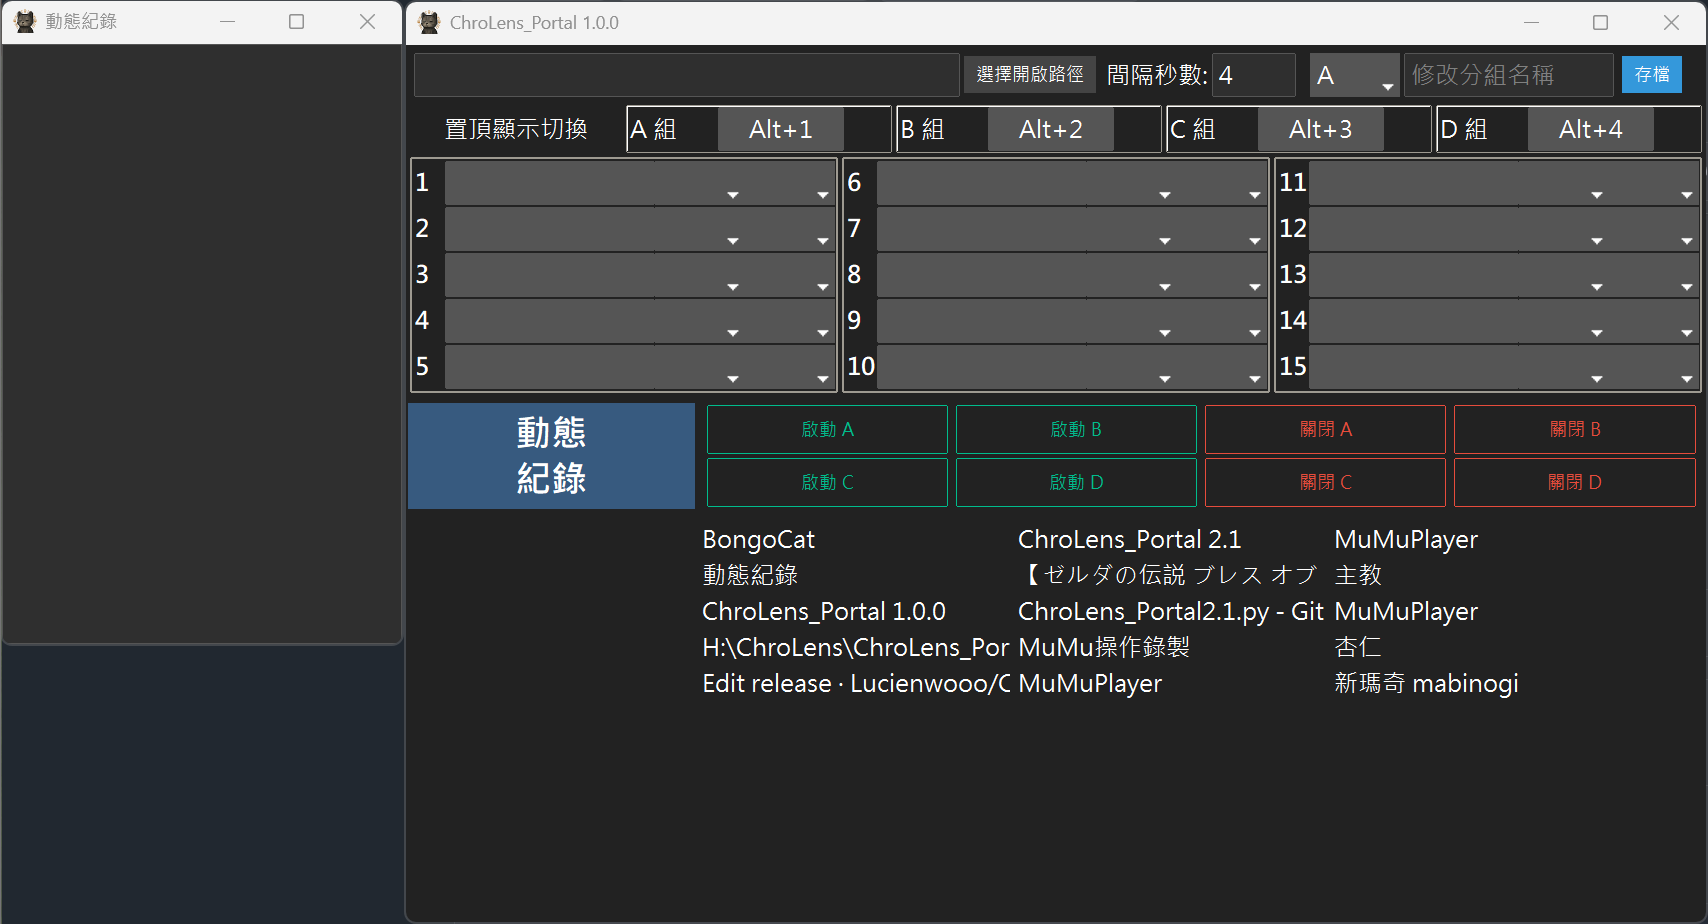 動態紀錄
ChroLens_Portal 1.0.0
選擇開啟路徑 間隔秒數: 4 A 修改分組名稱 存檔
置頂顯示切換 A 組 Alt+1 B 組 Alt+2 C 組 Alt+3 D 組 Alt+4
1 6 11
2 7 12
3 8 13
4 9 14
5 10 15
動態
紀錄
啟動 A 啟動 B 關閉 A 關閉 B
啟動 C 啟動 D 關閉 C 關閉 D
BongoCat ChroLens_Portal 2.1 MuMuPlayer
動態紀錄 【ゼルダの伝説 ブレス オブ 主教
ChroLens_Portal 1.0.0 ChroLens_Portal2.1.py - Git MuMuPlayer
H:\ChroLens\ChroLens_Por MuMu操作錄製 杏仁
Edit release · Lucienwooo/C MuMuPlayer 新瑪奇 mabinogi